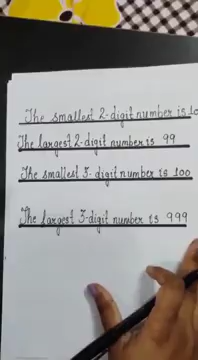 The smallest 2-digit number is 10
The largest 2-digit number is 99
The smallest 3-digit number is 100
The largest 3-digit number is 999